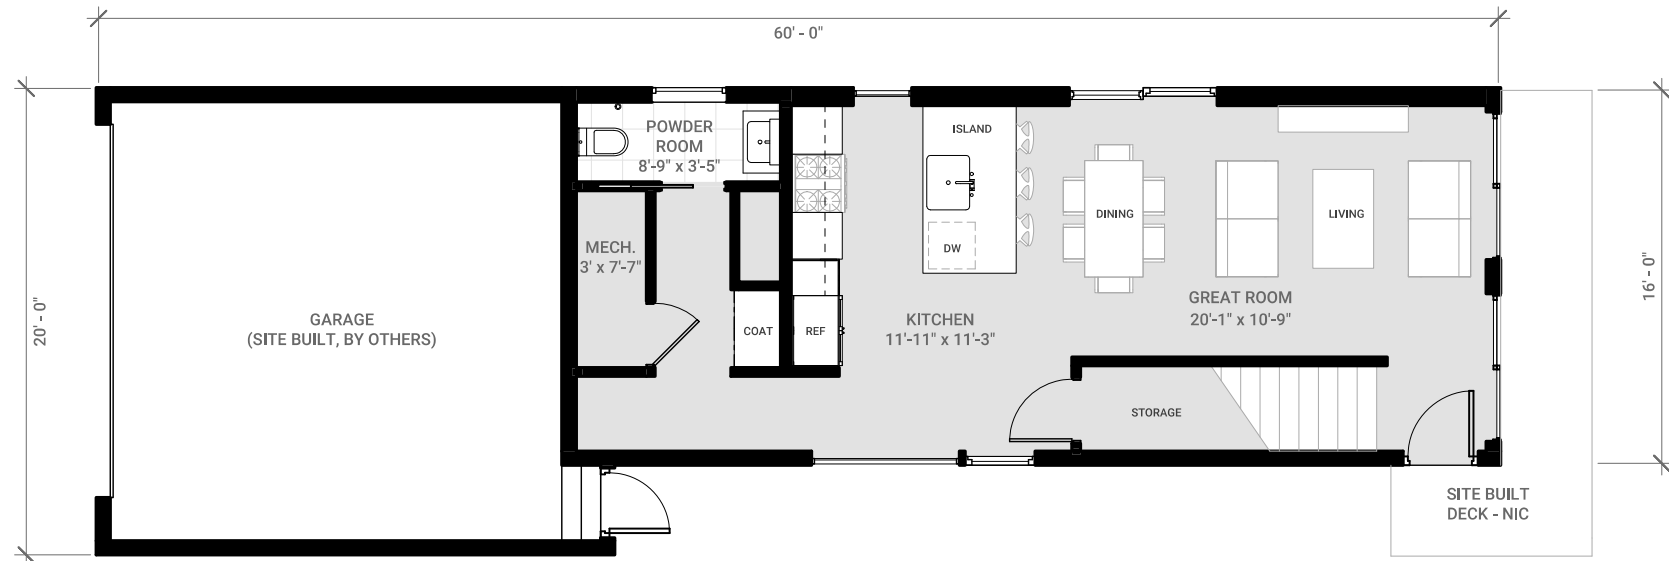 60' - 0"
20' - 0"
16' - 0"
GARAGE
(SITE BUILT, BY OTHERS)
POWDER
ROOM
8'-9" x 3'-5"
MECH.
3' x 7'-7"
COAT
REF
KITCHEN
11'-11" x 11'-3"
ISLAND
DW
DINING
LIVING
GREAT ROOM
20'-1" x 10'-9"
STORAGE
SITE BUILT
DECK - NIC